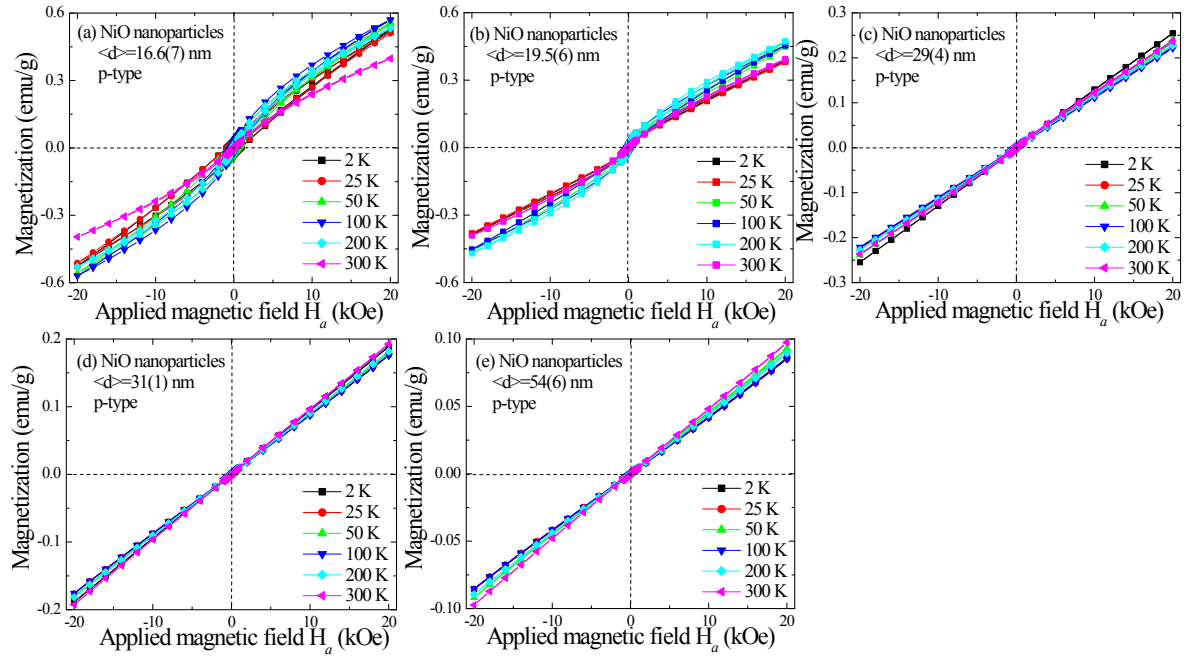 (a) NiO nanoparticles
<d>=16.6(7) nm
p-type
0.6
0.3
0.0
-0.3
-0.6
Magnetization (emu/g)
2 K
25 K
50 K
100 K
200 K
300 K
-20 -10 0 10 20
Applied magnetic field Ha (kOe)
(b) NiO nanoparticles
<d>=19.5(6) nm
p-type
0.6
0.3
0.0
-0.3
-0.6
Magnetization (emu/g)
2 K
25 K
50 K
100 K
200 K
300 K
-20 -10 0 10 20
Applied magnetic field Ha (kOe)
(c) NiO nanoparticles
<d>=29(4) nm
p-type
0.3
0.2
0.1
0.0
-0.1
-0.2
-0.3
Magnetization (emu/g)
2 K
25 K
50 K
100 K
200 K
300 K
-20 -10 0 10 20
Applied magnetic field Ha (kOe)
(d) NiO nanoparticles
<d>=31(1) nm
p-type
0.2
0.1
0.0
-0.1
-0.2
Magnetization (emu/g)
2 K
25 K
50 K
100 K
200 K
300 K
-20 -10 0 10 20
Applied magnetic field Ha (kOe)
(e) NiO nanoparticles
<d>=54(6) nm
p-type
0.10
0.05
0.00
-0.05
-0.10
Magnetization (emu/g)
2 K
25 K
50 K
100 K
200 K
300 K
-20 -10 0 10 20
Applied magnetic field Ha (kOe)